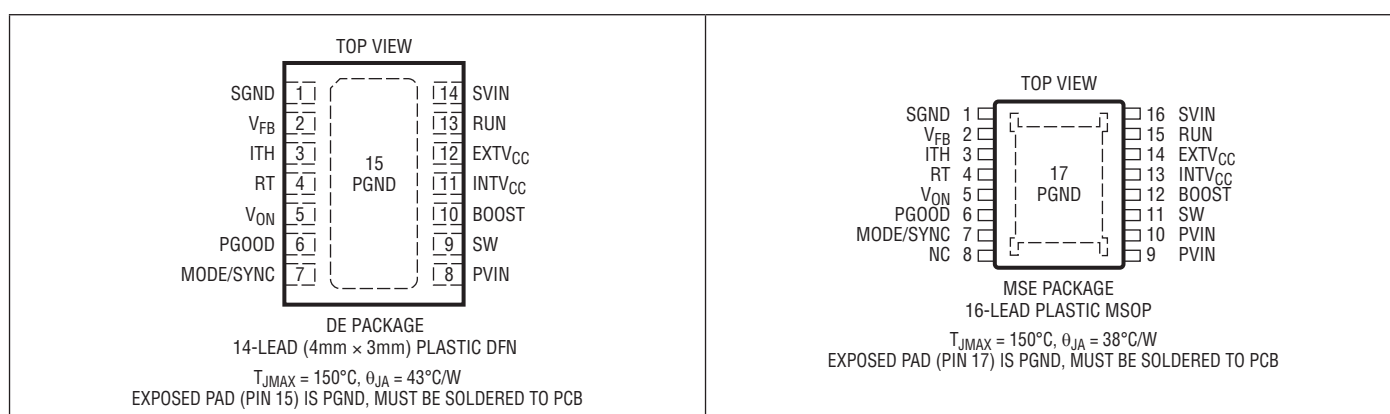 TOP VIEW
SGND 1 14 SVIN
VFB 2 13 RUN
ITH 3 12 EXTVCC
RT 4 11 INTVCC
VON 5 10 BOOST
PGOOD 6 9 SW
MODE/SYNC 7 8 PVIN
15
PGND
DE PACKAGE
14-LEAD (4mm × 3mm) PLASTIC DFN
TJMAX = 150°C, θJA = 43°C/W
EXPOSED PAD (PIN 15) IS PGND, MUST BE SOLDERED TO PCB
TOP VIEW
SGND 1 16 SVIN
VFB 2 15 RUN
ITH 3 14 EXTVCC
RT 4 13 INTVCC
VON 5 12 BOOST
PGOOD 6 11 SW
MODE/SYNC 7 10 PVIN
NC 8 9 PVIN
17
PGND
MSE PACKAGE
16-LEAD PLASTIC MSOP
TJMAX = 150°C, θJA = 38°C/W
EXPOSED PAD (PIN 17) IS PGND, MUST BE SOLDERED TO PCB